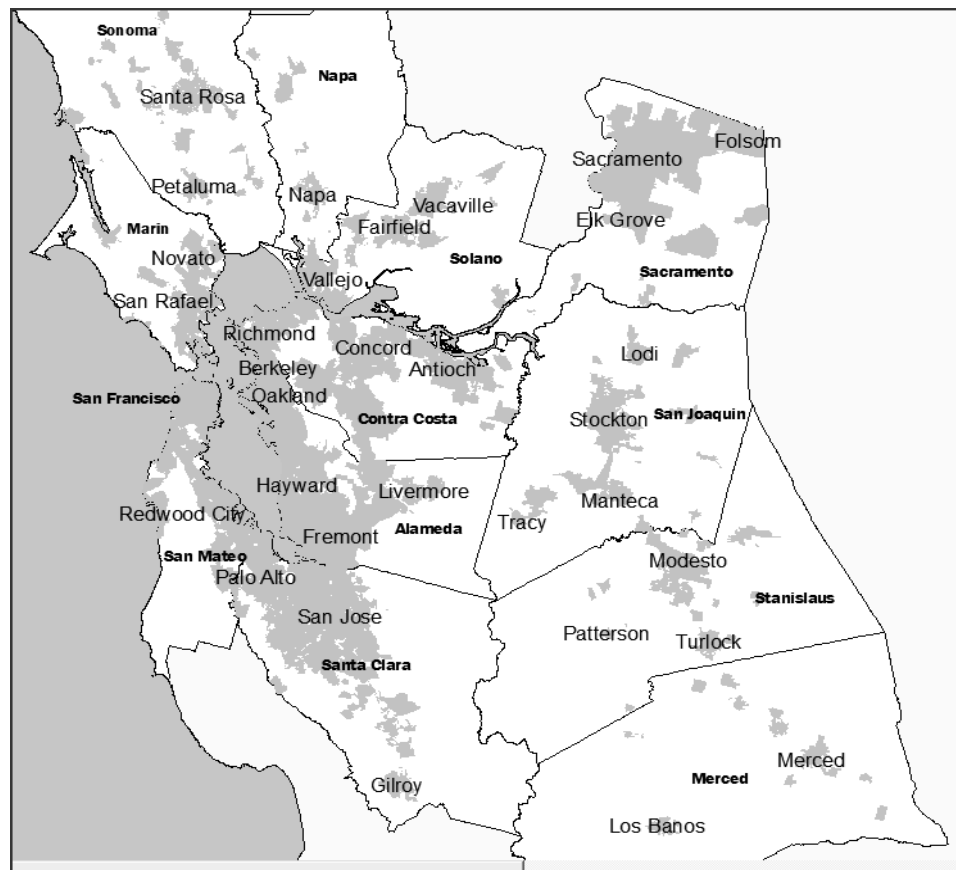 Sonoma
Napa
Santa Rosa
Folsom
Sacramento
Petaluma
Napa
Vacaville
Fairfield
Elk Grove
Marin
Novato
Solano
Sacramento
Vallejo
San Rafael
Richmond
Concord
Lodi
Berkeley
Antioch
Oakland
San Francisco
Contra Costa
Stockton
San Joaquin
Hayward
Livermore
Manteca
Redwood City
Tracy
Alameda
Fremont
San Mateo
Modesto
Palo Alto
Stanislaus
San Jose
Patterson
Turlock
Santa Clara
Merced
Merced
Gilroy
Los Banos